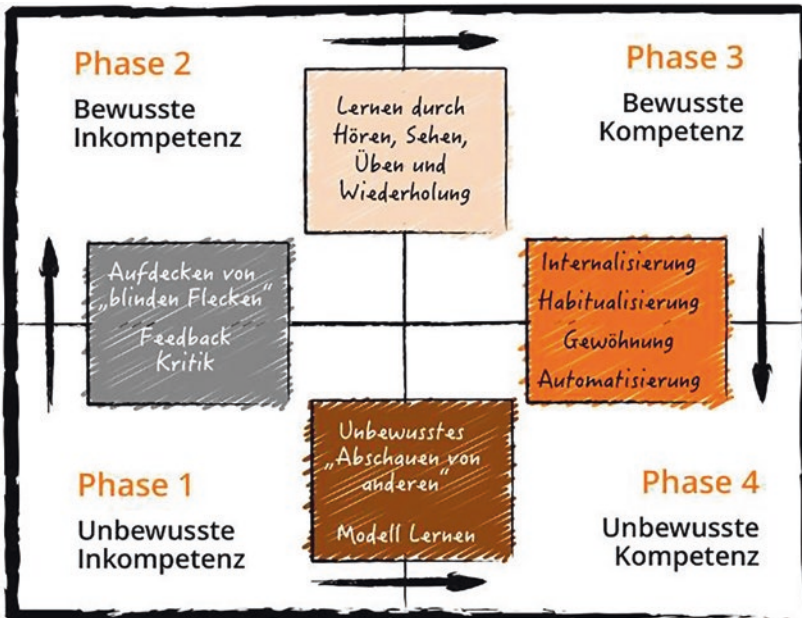 Phase 2
Bewusste
Inkompetenz
Lernen durch
Hören, Sehen,
Üben und
Wiederholung
Phase 3
Bewusste
Kompetenz
Aufdecken von
„blinden Flecken“
Feedback
Kritik
Internalisierung
Habitualisierung
Gewöhnung
Automatisierung
Phase 1
Unbewusste
Inkompetenz
Unbewusstes
„Abschauen von
anderen“
Modell Lernen
Phase 4
Unbewusste
Kompetenz